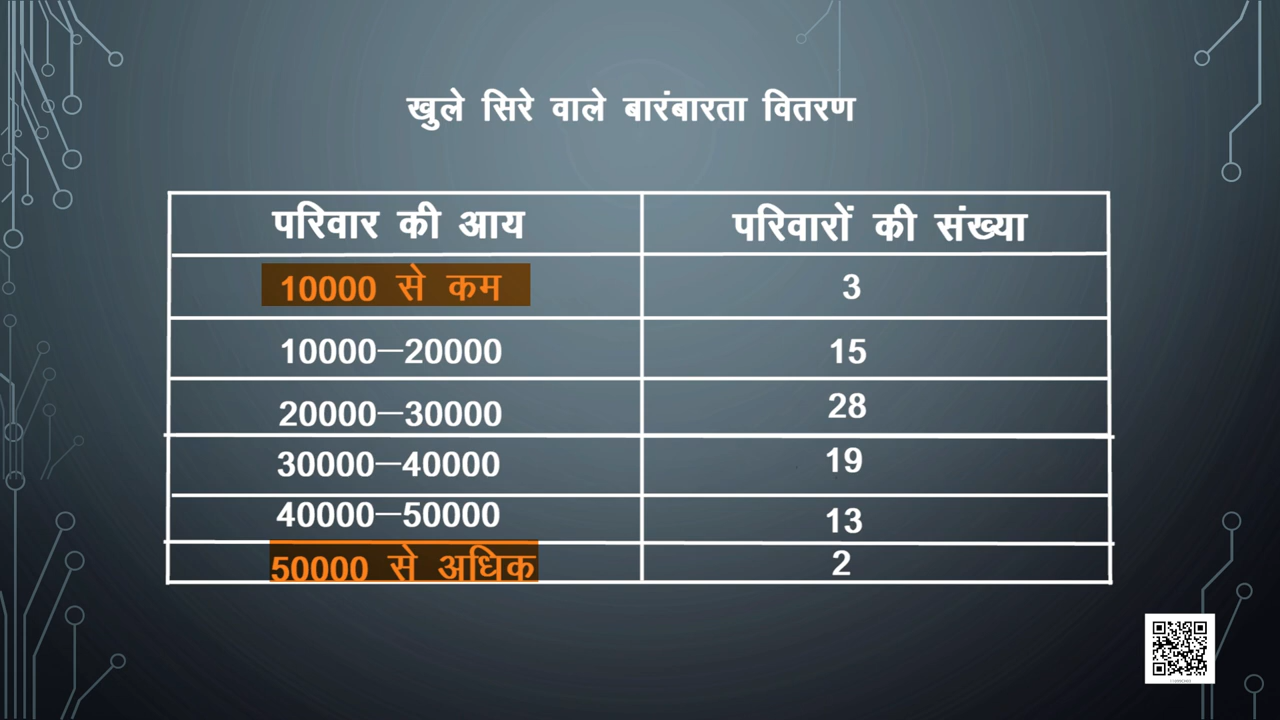 खुले सिरे वाले बारंबारता वितरण
परिवार की आय परिवारों की संख्या
10000 से कम 3
10000–20000 15
20000–30000 28
30000–40000 19
40000–50000 13
50000 से अधिक 2